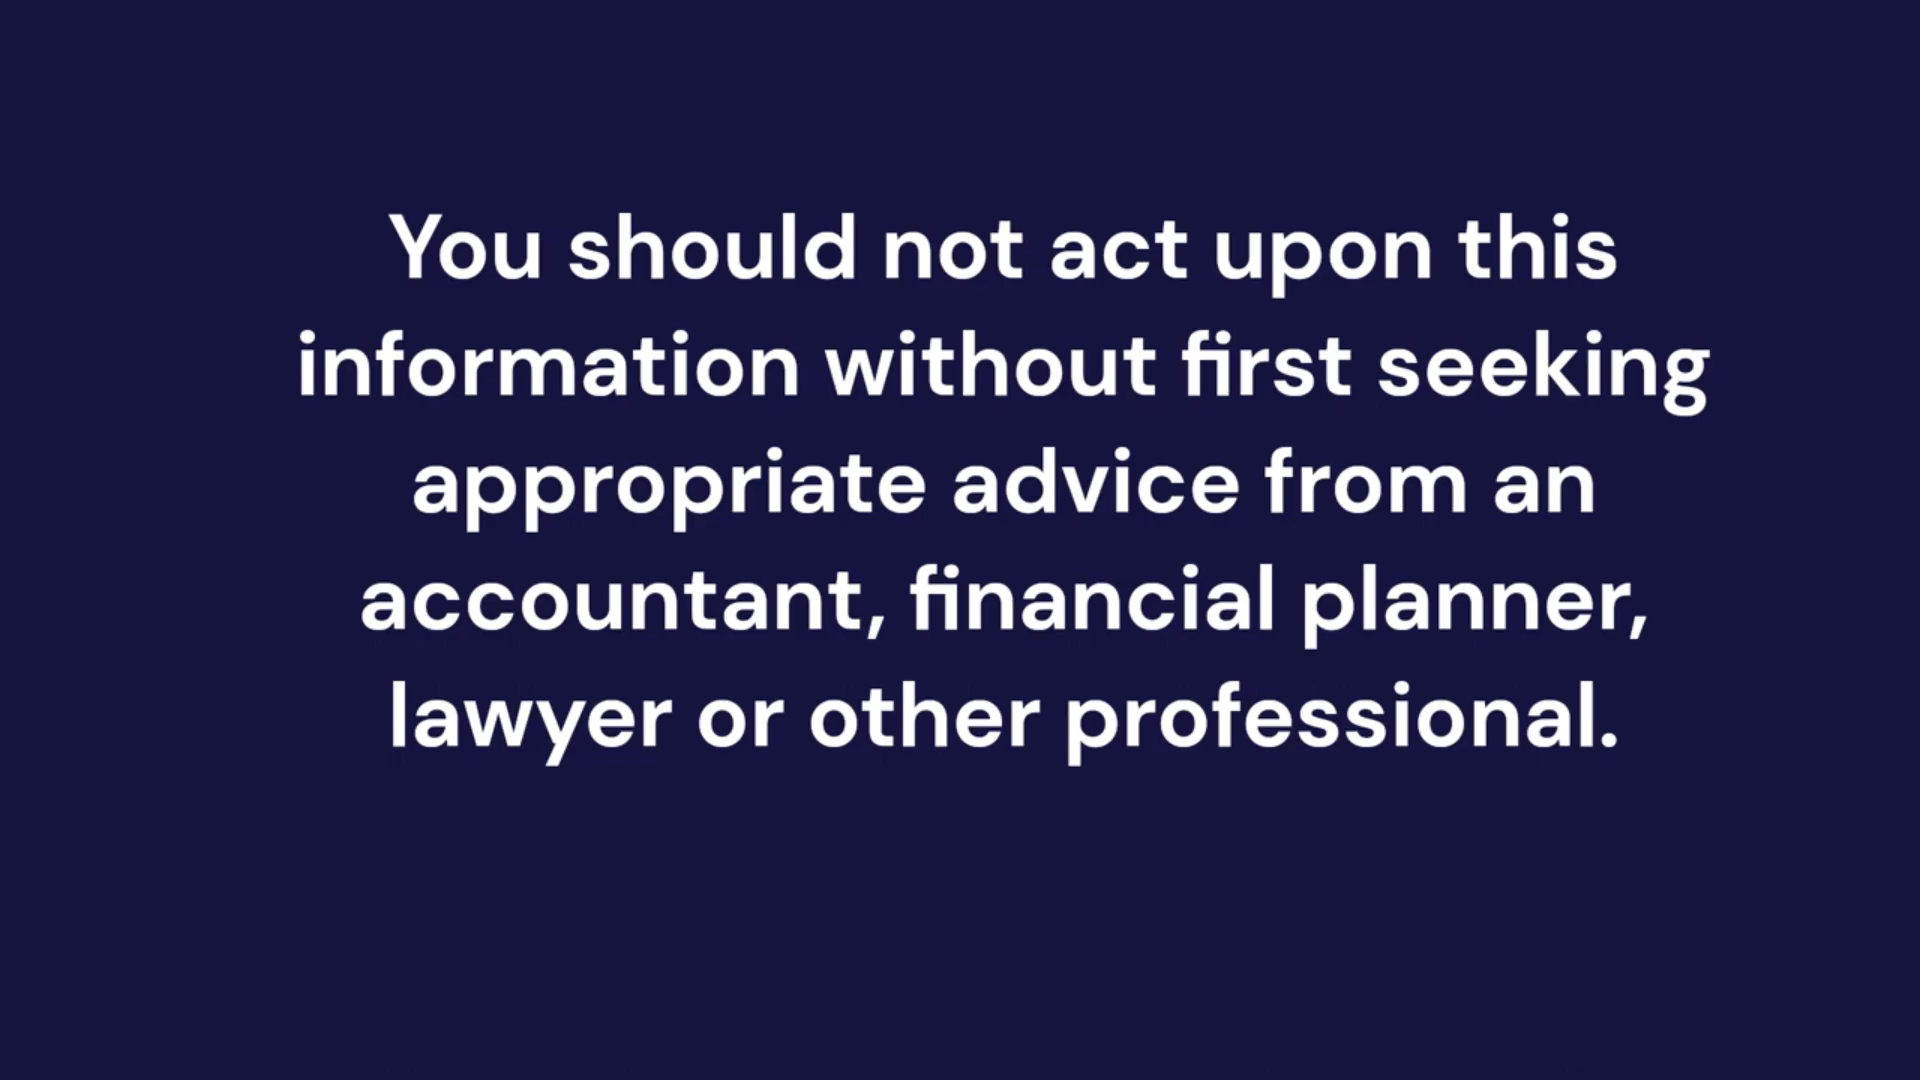 You should not act upon this
information without first seeking
appropriate advice from an
accountant, financial planner,
lawyer or other professional.